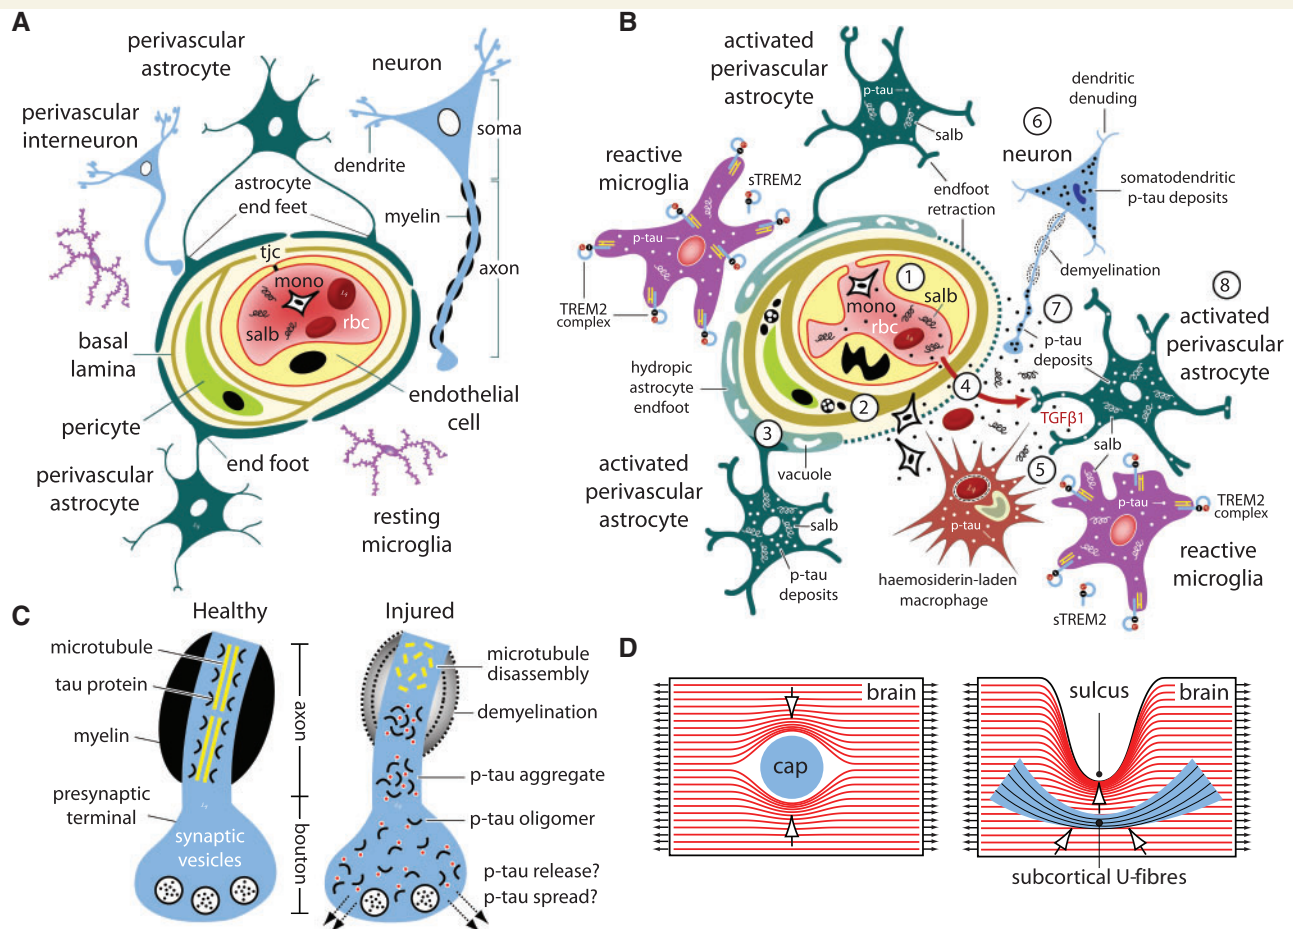 A
perivascular
astrocyte
neuron
perivascular
interneuron
soma
dendrite
astrocyte
end feet
myelin
tjc
axon
mono
salb
rbc
basal
lamina
endothelial
cell
pericyte
end foot
perivascular
astrocyte
resting
microglia
B
activated
perivascular
astrocyte
p-tau
salb
dendritic
denuding
6
neuron
reactive
microglia
sTREM2
endfoot
retraction
somatodendritic
p-tau deposits
p-tau
demyelination
1
mono
salb
rbc
8
TREM2
complex
7
activated
perivascular
astrocyte
p-tau
deposits
hydropic
astrocyte
endfoot
4
2
TGFβ1
3
salb
activated
perivascular
astrocyte
vacuole
5
salb
p-tau
p-tau
TREM2
complex
p-tau
deposits
haemosiderin-laden
macrophage
reactive
microglia
sTREM2
C
Healthy
Injured
microtubule
tau protein
myelin
presynaptic
terminal
synaptic
vesicles
axon
bouton
microtubule
disassembly
demyelination
p-tau aggregate
p-tau oligomer
p-tau release?
p-tau spread?
D
brain
cap
sulcus
brain
subcortical U-fibres